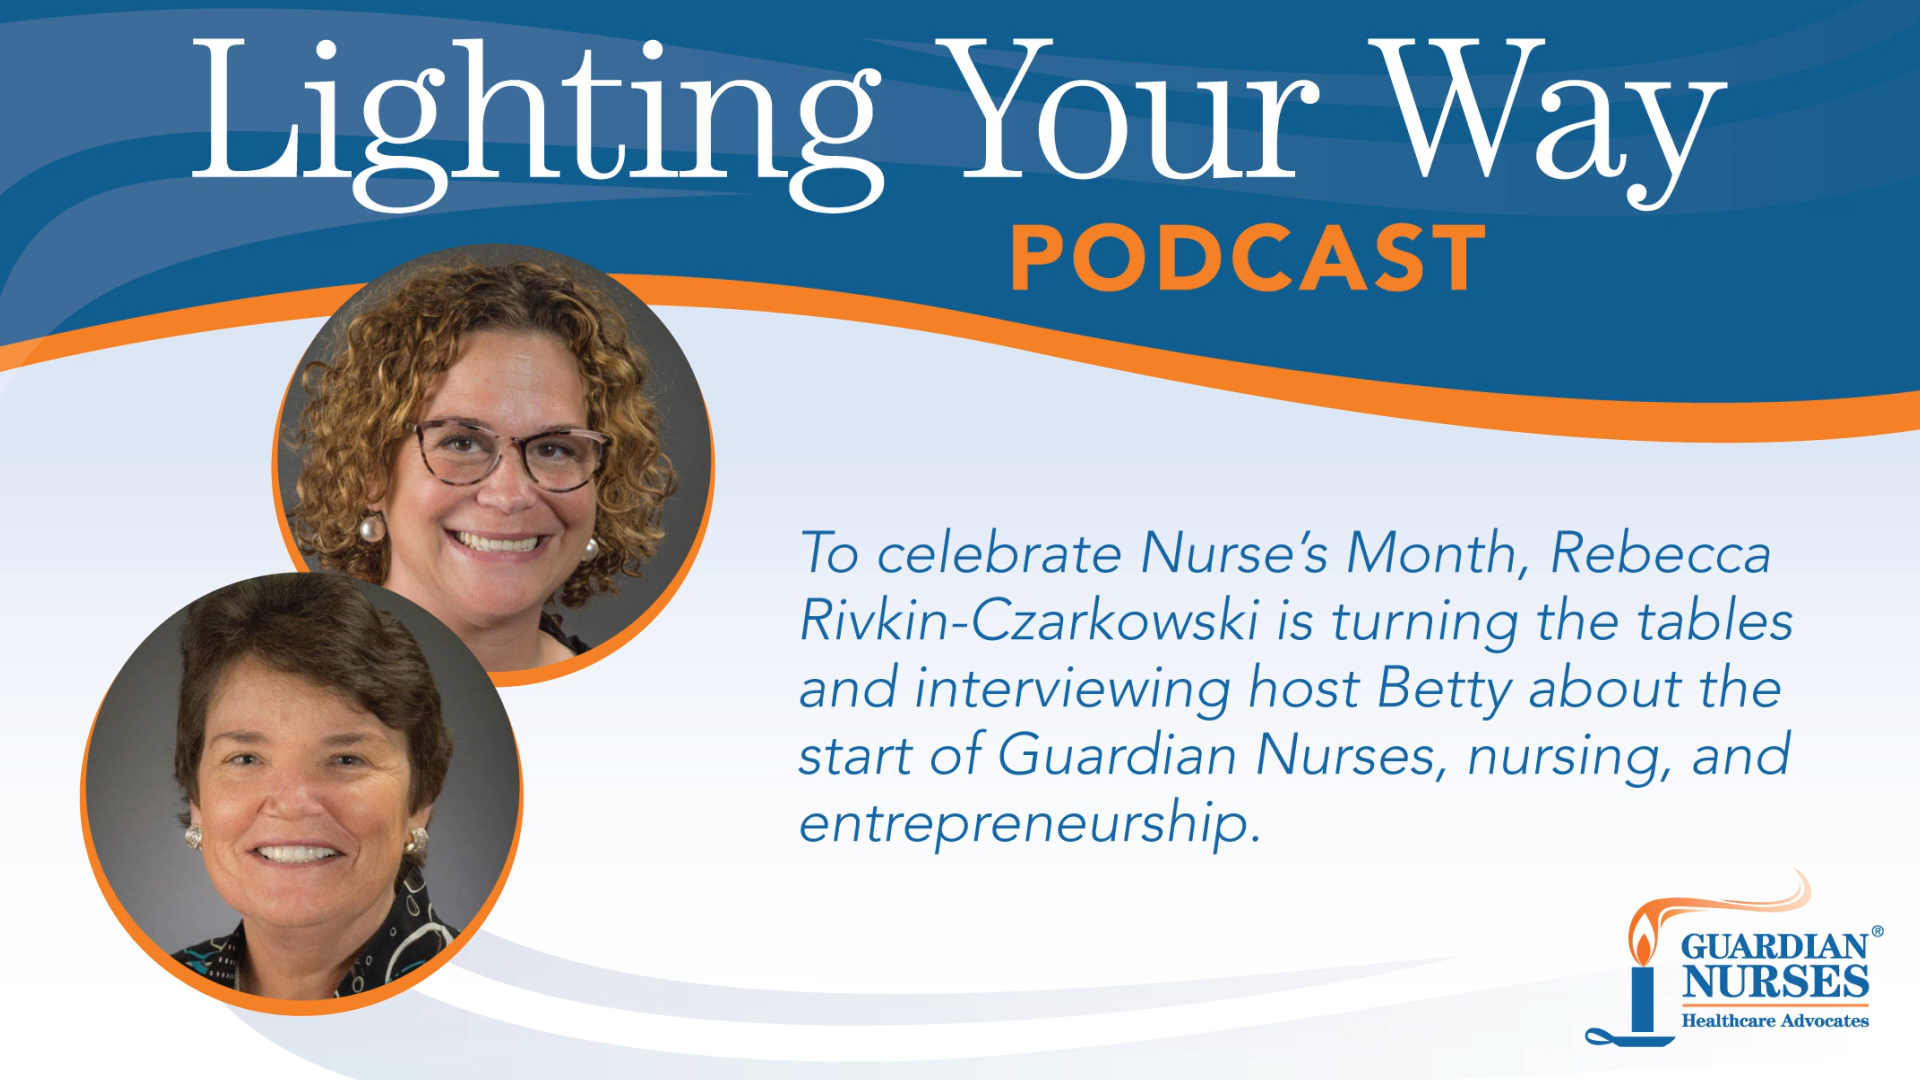 Lighting Your Way
PODCAST
To celebrate Nurse’s Month, Rebecca
Rivkin-Czarkowski is turning the tables
and interviewing host Betty about the
start of Guardian Nurses, nursing, and
entrepreneurship.
GUARDIAN®
NURSES
Healthcare Advocates